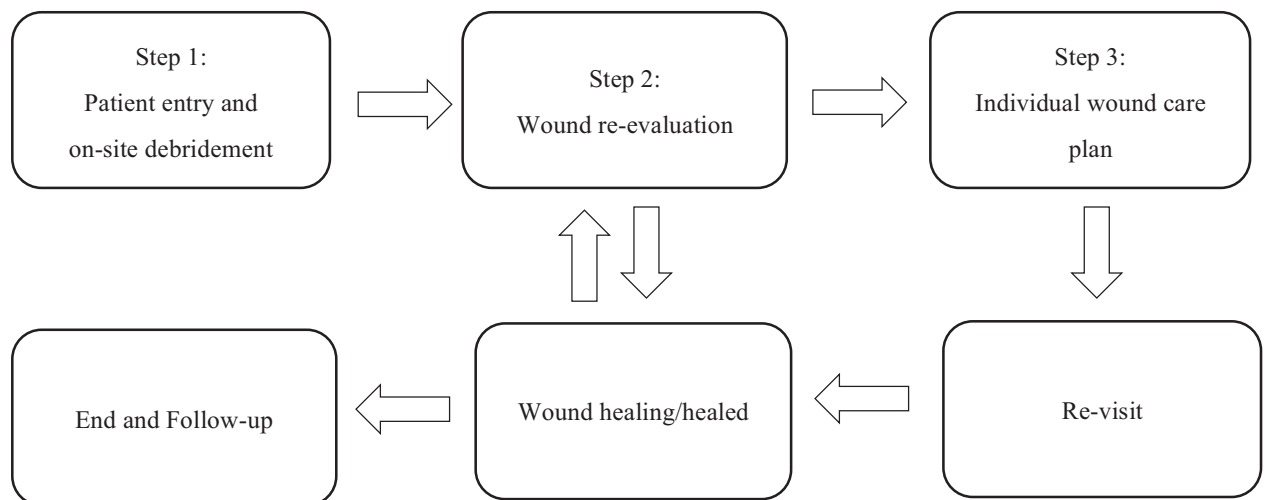 Step 1:
Patient entry and
on-site debridement
Step 2:
Wound re-evaluation
Step 3:
Individual wound care
plan
End and Follow-up
Wound healing/healed
Re-visit